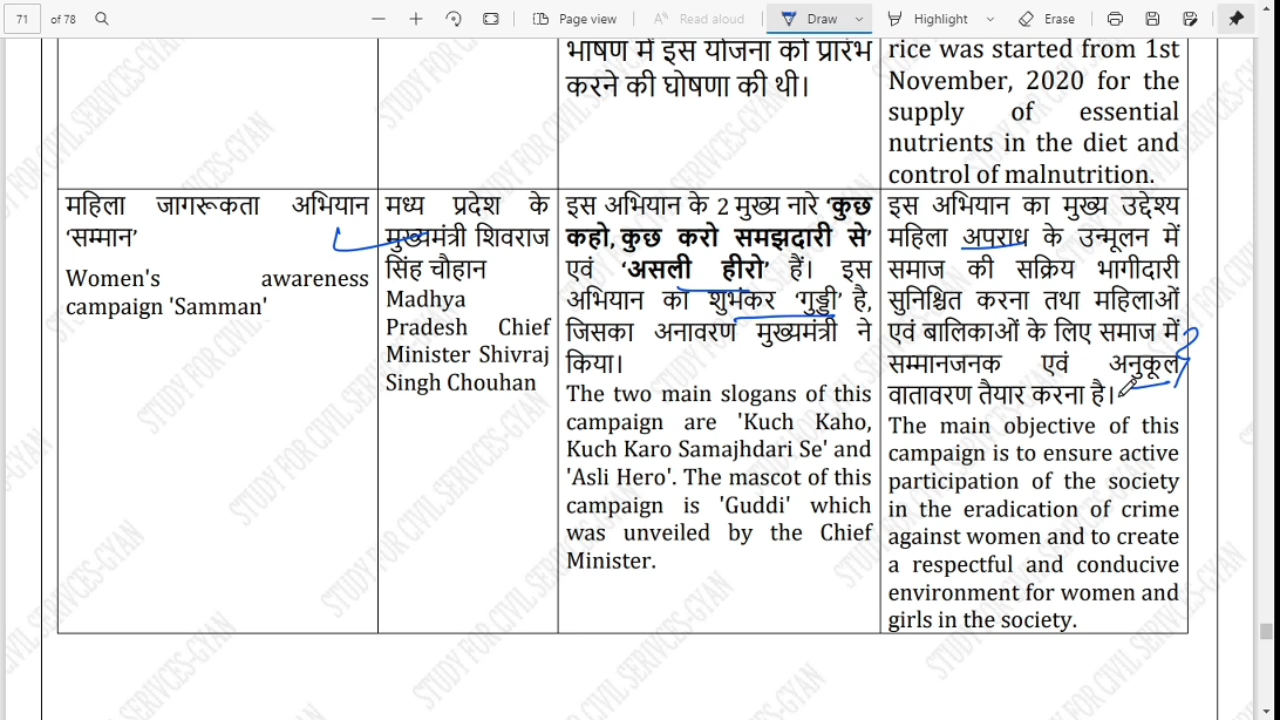 71 of 78
Page view
Read aloud
Draw
Highlight
Erase
भाषण में इस योजना को प्रारंभ
करने की घोषणा की थी।
rice was started from 1st
November, 2020 for the
supply of essential
nutrients in the diet and
control of malnutrition.
महिला जागरूकता अभियान
‘सम्मान’
Women's awareness
campaign 'Samman'
मध्य प्रदेश के
मुख्यमंत्री शिवराज
सिंह चौहान
Madhya
Pradesh Chief
Minister Shivraj
Singh Chouhan
इस अभियान के 2 मुख्य नारे ‘कुछ
कहो, कुछ करो समझदारी से’
एवं ‘असली हीरो’ हैं। इस
अभियान का शुभंकर ‘गुड्डी’ है,
जिसका अनावरण मुख्यमंत्री ने
किया।
The two main slogans of this
campaign are 'Kuch Kaho,
Kuch Karo Samajhdari Se' and
'Asli Hero'. The mascot of this
campaign is 'Guddi' which
was unveiled by the Chief
Minister.
इस अभियान का मुख्य उद्देश्य
महिला अपराध के उन्मूलन में
समाज की सक्रिय भागीदारी
सुनिश्चित करना तथा महिलाओं
एवं बालिकाओं के लिए समाज में
सम्मानजनक एवं अनुकूल
वातावरण तैयार करना है।
The main objective of this
campaign is to ensure active
participation of the society
in the eradication of crime
against women and to create
a respectful and conducive
environment for women and
girls in the society.
STUDY FOR CIVIL SERIVCES-GYAN